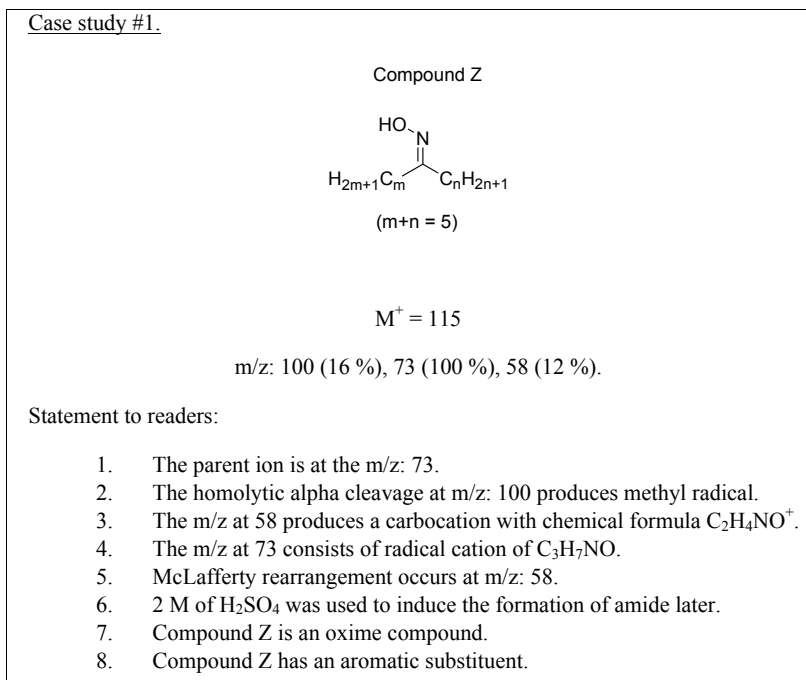 Case study #1.
Compound Z
HO
N
H₂ₘ₊₁Cₘ CₙH₂ₙ₊₁
(m+n = 5)
M⁺ = 115
m/z: 100 (16 %), 73 (100 %), 58 (12 %).
Statement to readers:
1. The parent ion is at the m/z: 73.
2. The homolytic alpha cleavage at m/z: 100 produces methyl radical.
3. The m/z at 58 produces a carbocation with chemical formula C₂H₄NO⁺.
4. The m/z at 73 consists of radical cation of C₃H₇NO.
5. McLafferty rearrangement occurs at m/z: 58.
6. 2 M of H₂SO₄ was used to induce the formation of amide later.
7. Compound Z is an oxime compound.
8. Compound Z has an aromatic substituent.